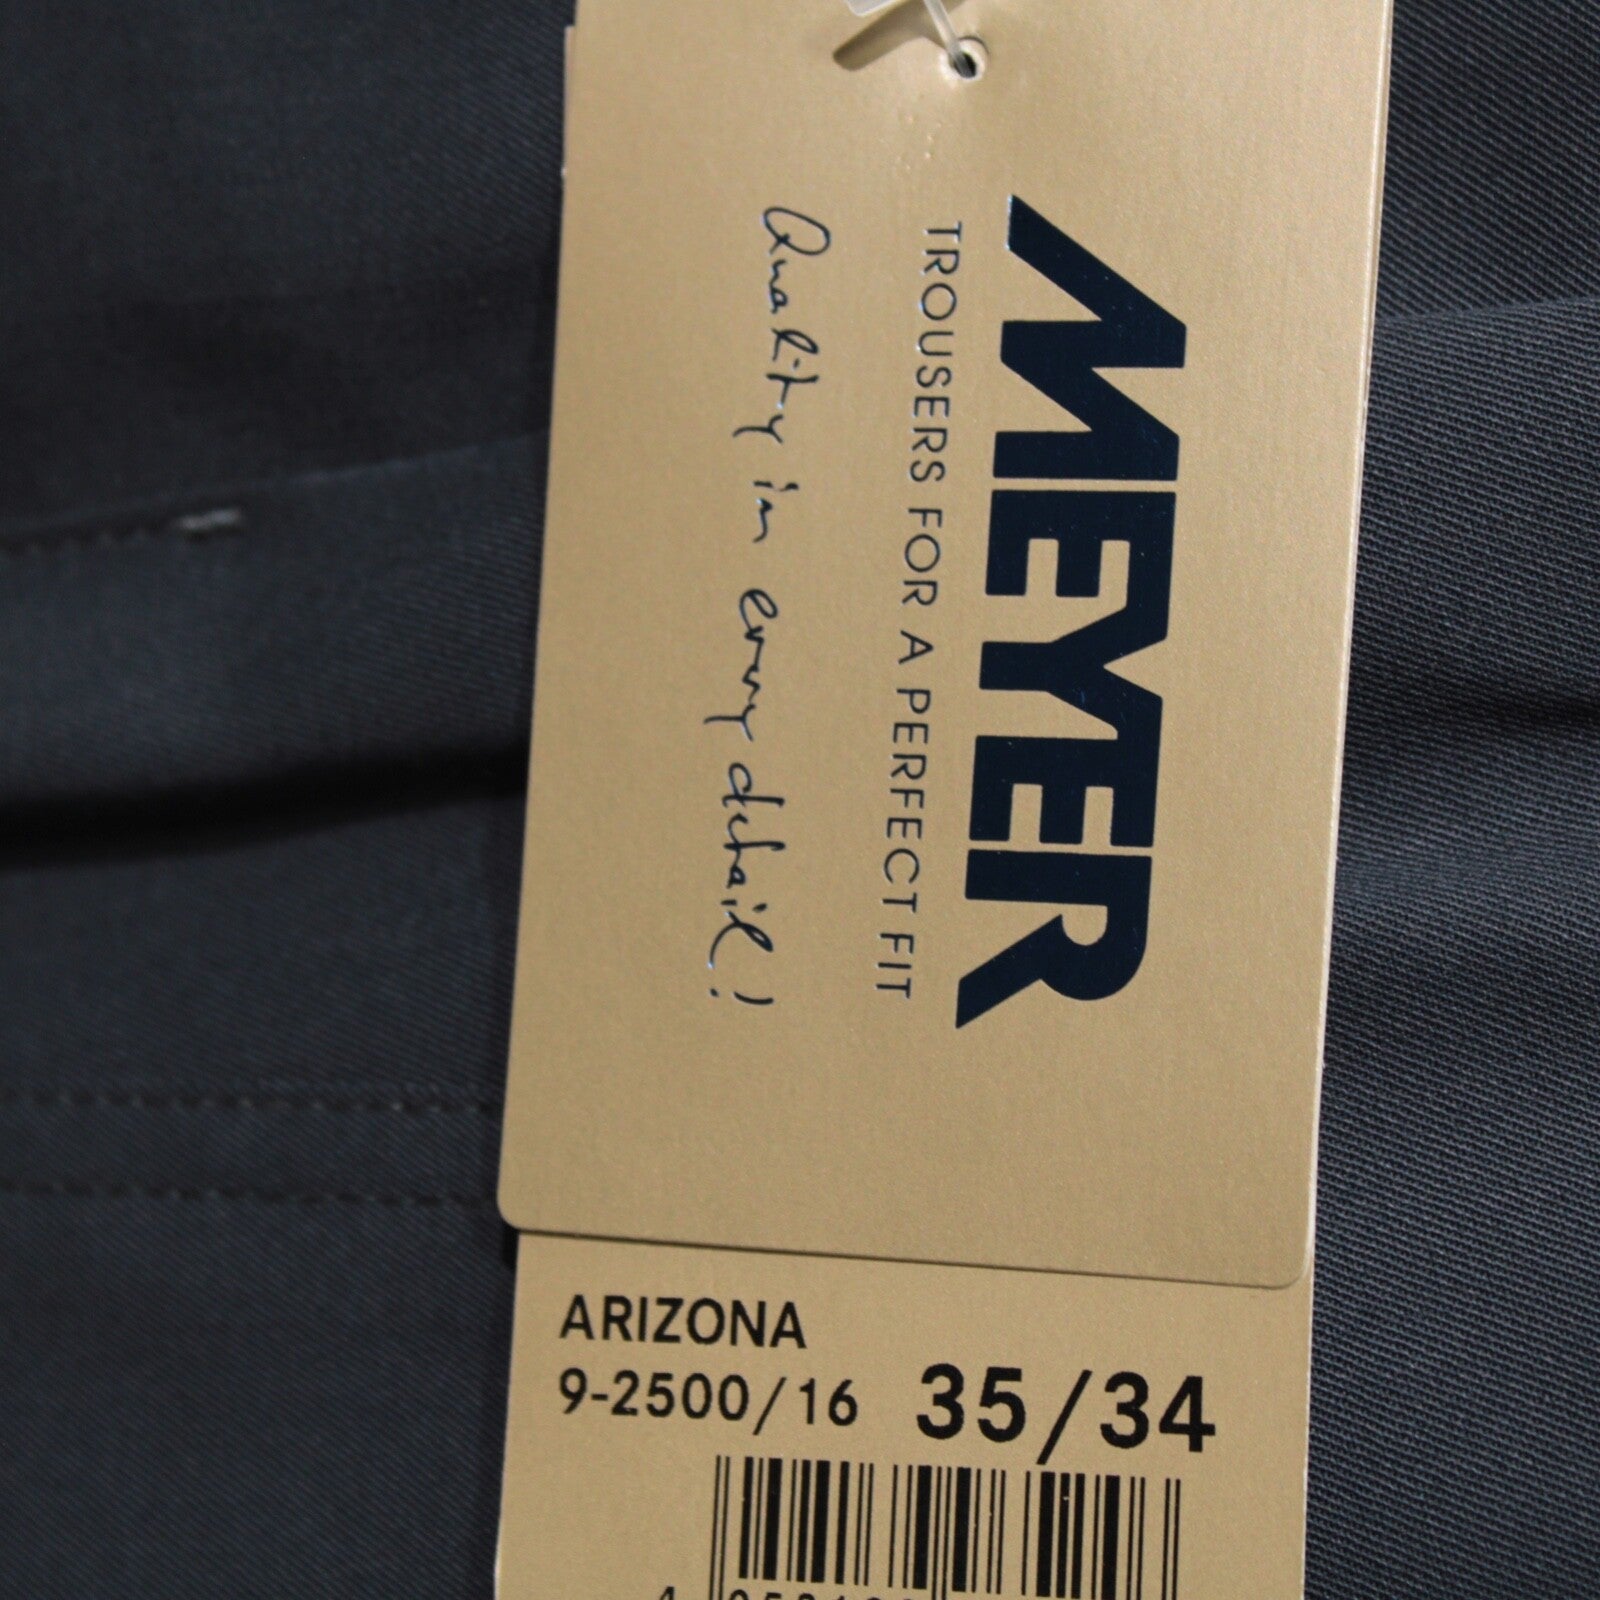 MEYER
TROUSERS FOR A PERFECT FIT
Quality in every detail!
ARIZONA
9-2500/16 35/34